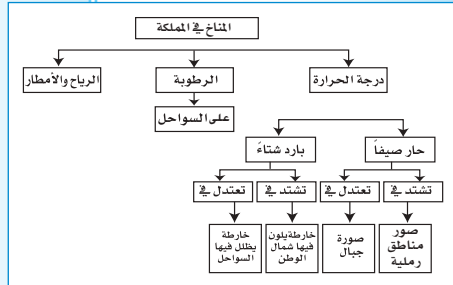 المناخ في المملكة
درجة الحرارة
الرطوبة
الرياح والأمطار
على السواحل
حار صيفاً
بارد شتاءً
تشتد في
تعتدل في
تشتد في
تعتدل في
صور
مناطق
رملية
صورة
جبال
خارطة يلون
فيها شمال
الوطن
خارطة
يظلل فيها
السواحل